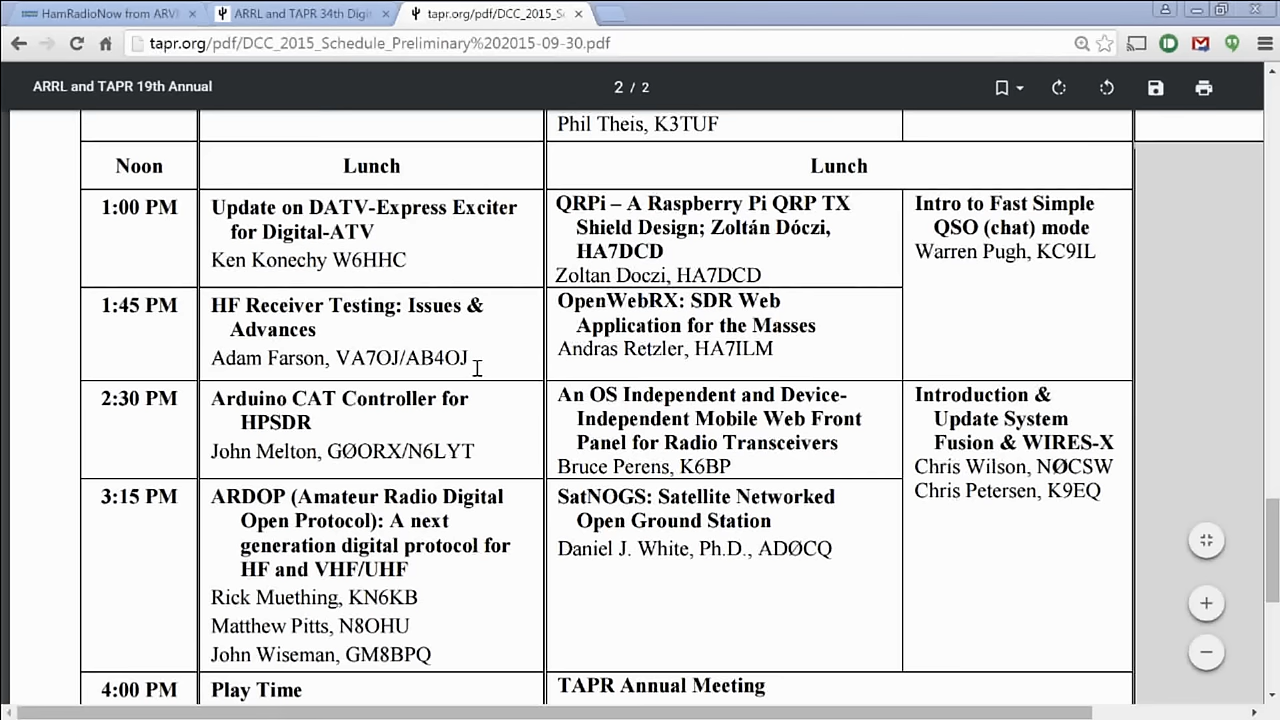 HamRadioNow from ARVN
ARRL and TAPR 34th Digit
tapr.org/pdf/DCC_2015_Sc
tapr.org/pdf/DCC_2015_Schedule_Preliminary%202015-09-30.pdf
ARRL and TAPR 19th Annual
2 / 2
Phil Theis, K3TUF
Noon
Lunch
Lunch
1:00 PM
Update on DATV-Express Exciter
for Digital-ATV
Ken Konechy W6HHC
QRPi – A Raspberry Pi QRP TX
Shield Design; Zoltán Dóczi,
HA7DCD
Zoltan Doczi, HA7DCD
Intro to Fast Simple
QSO (chat) mode
Warren Pugh, KC9IL
1:45 PM
HF Receiver Testing: Issues &
Advances
Adam Farson, VA7OJ/AB4OJ
OpenWebRX: SDR Web
Application for the Masses
Andras Retzler, HA7ILM
2:30 PM
Arduino CAT Controller for
HPSDR
John Melton, GØORX/N6LYT
An OS Independent and Device-
Independent Mobile Web Front
Panel for Radio Transceivers
Bruce Perens, K6BP
Introduction &
Update System
Fusion & WIRES-X
Chris Wilson, NØCSW
Chris Petersen, K9EQ
3:15 PM
ARDOP (Amateur Radio Digital
Open Protocol): A next
generation digital protocol for
HF and VHF/UHF
Rick Muething, KN6KB
Matthew Pitts, N8OHU
John Wiseman, GM8BPQ
SatNOGS: Satellite Networked
Open Ground Station
Daniel J. White, Ph.D., ADØCQ
4:00 PM
Play Time
TAPR Annual Meeting